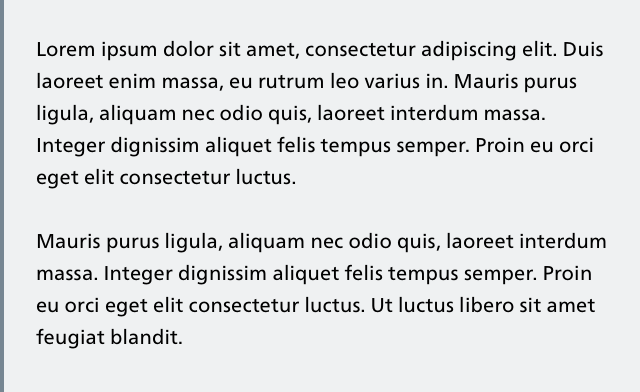 Lorem ipsum dolor sit amet, consectetur adipiscing elit. Duis
laoreet enim massa, eu rutrum leo varius in. Mauris purus
ligula, aliquam nec odio quis, laoreet interdum massa.
Integer dignissim aliquet felis tempus semper. Proin eu orci
eget elit consectetur luctus.
Mauris purus ligula, aliquam nec odio quis, laoreet interdum
massa. Integer dignissim aliquet felis tempus semper. Proin
eu orci eget elit consectetur luctus. Ut luctus libero sit amet
feugiat blandit.